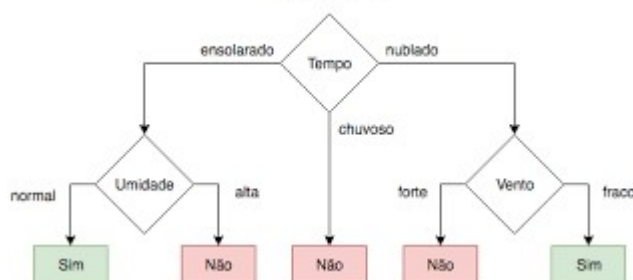 ensolarado
Tempo
nublado
chuvoso
normal
Umidade
alta
forte
Vento
fraco
Sim
Não
Não
Não
Sim